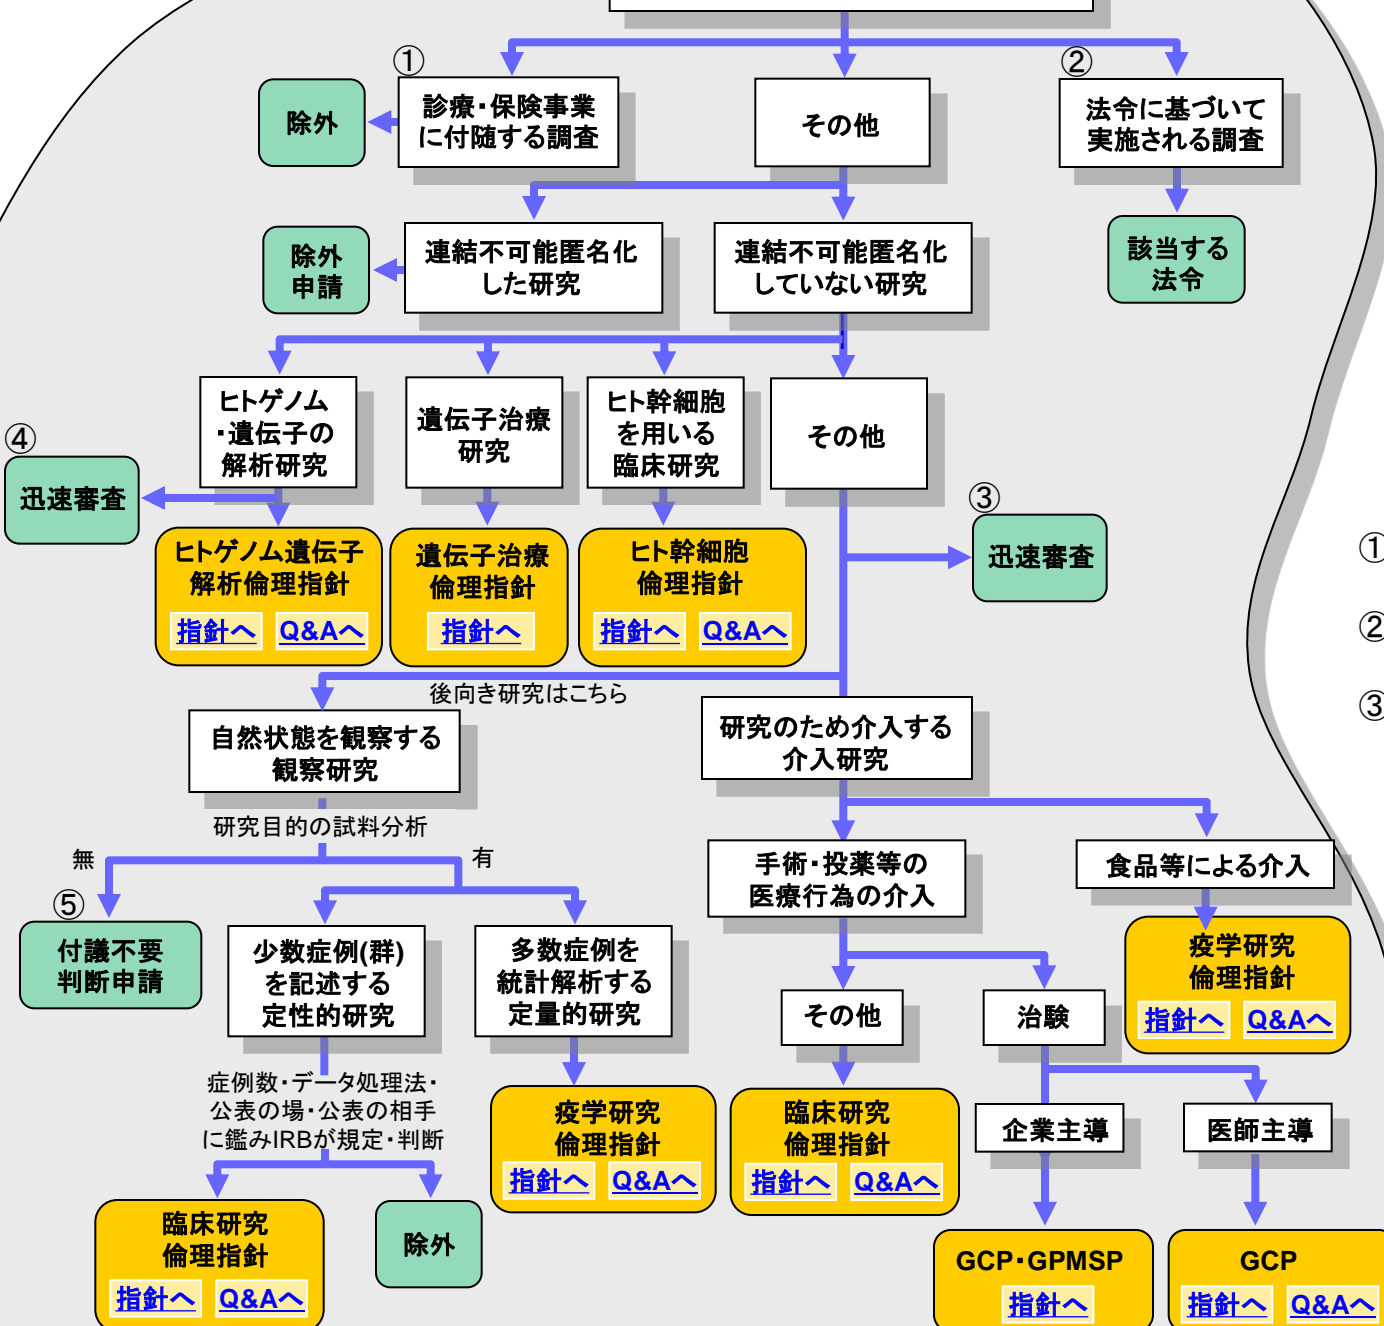 ①
②
除外
診療・保険事業
に付随する調査
その他
法令に基づいて
実施される調査
除外
申請
連結不可能匿名化
した研究
連結不可能匿名化
していない研究
該当する
法令
④
迅速審査
ヒトゲノム
・遺伝子の
解析研究
遺伝子治療
研究
ヒト幹細胞
を用いる
臨床研究
その他
③
迅速審査
ヒトゲノム遺伝子
解析倫理指針
指針へ Q&Aへ
遺伝子治療
倫理指針
指針へ
ヒト幹細胞
倫理指針
指針へ Q&Aへ
①
②
③
後向き研究はこちら
自然状態を観察する
観察研究
研究のため介入する
介入研究
研究目的の試料分析
無
有
手術・投薬等の
医療行為の介入
食品等による介入
⑤
付議不要
判断申請
少数症例(群)
を記述する
定性的研究
多数症例を
統計解析する
定量的研究
疫学研究
倫理指針
指針へ Q&Aへ
その他
治験
症例数・データ処理法・
公表の場・公表の相手
に鑑みIRBが規定・判断
疫学研究
倫理指針
指針へ Q&Aへ
臨床研究
倫理指針
指針へ Q&Aへ
企業主導
医師主導
臨床研究
倫理指針
指針へ Q&Aへ
除外
GCP・GPMSP
指針へ
GCP
指針へ Q&Aへ